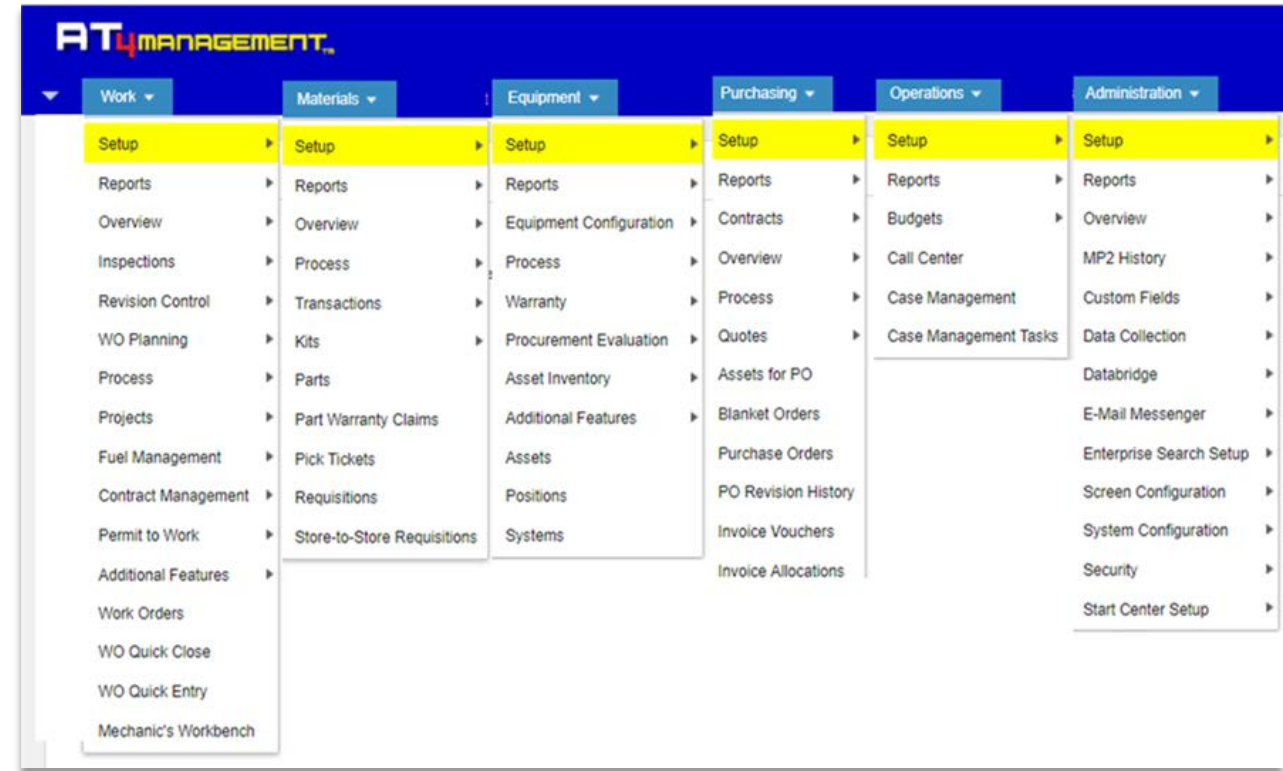 AT4MANAGEMENT™
Work
Setup
Reports
Overview
Inspections
Revision Control
WO Planning
Process
Projects
Fuel Management
Contract Management
Permit to Work
Additional Features
Work Orders
WO Quick Close
WO Quick Entry
Mechanic's Workbench
Materials
Setup
Reports
Overview
Process
Transactions
Kits
Parts
Part Warranty Claims
Pick Tickets
Requisitions
Store-to-Store Requisitions
Equipment
Setup
Reports
Equipment Configuration
Process
Warranty
Procurement Evaluation
Asset Inventory
Additional Features
Assets
Positions
Systems
Purchasing
Setup
Reports
Contracts
Overview
Process
Quotes
Assets for PO
Blanket Orders
Purchase Orders
PO Revision History
Invoice Vouchers
Invoice Allocations
Operations
Setup
Reports
Budgets
Call Center
Case Management
Case Management Tasks
Administration
Setup
Reports
Overview
MP2 History
Custom Fields
Data Collection
Databridge
E-Mail Messenger
Enterprise Search Setup
Screen Configuration
System Configuration
Security
Start Center Setup